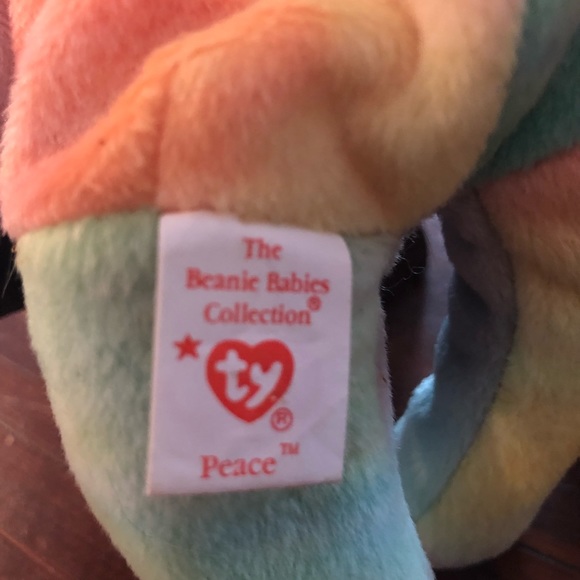 The
Beanie Babies
Collection®
★ ty ®
Peace™